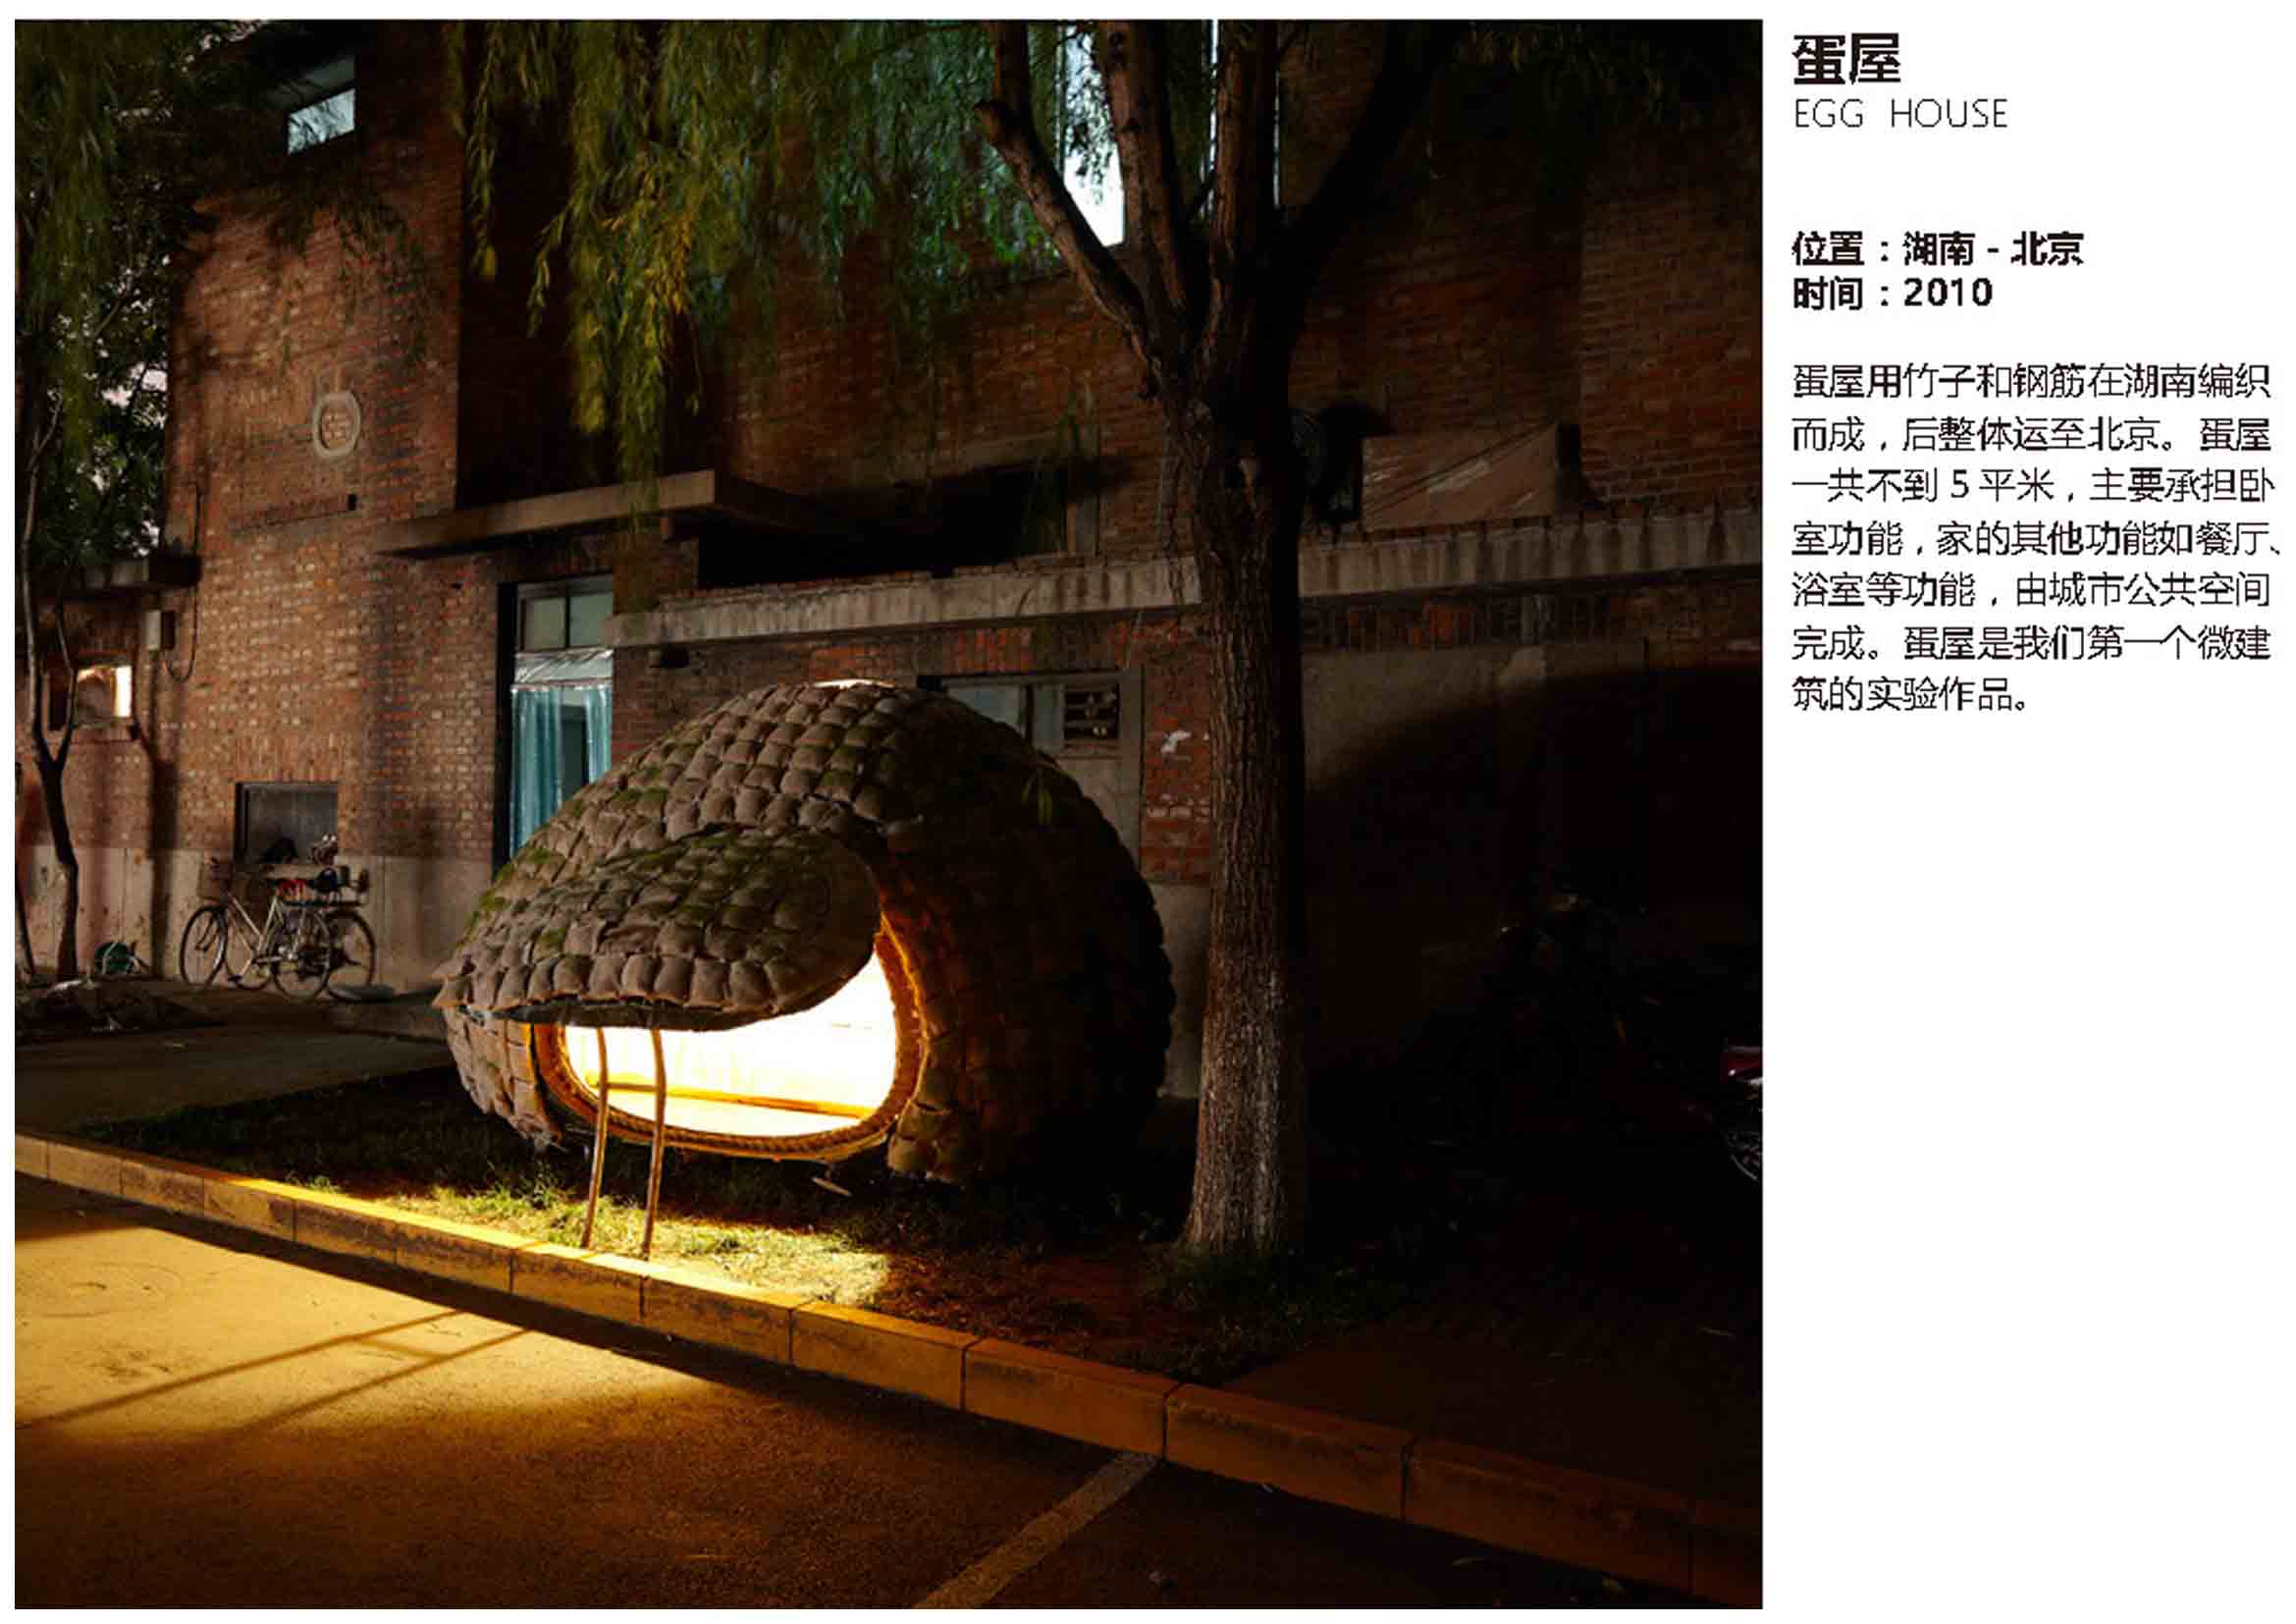 蛋屋
EGG HOUSE
位置：湖南 - 北京
时间：2010
蛋屋用竹子和钢筋在湖南编织
而成，后整体运至北京。蛋屋
一共不到 5 平米，主要承担卧
室功能，家的其他功能如餐厅、
浴室等功能，由城市公共空间
完成。蛋屋是我们第一个微建
筑的实验作品。